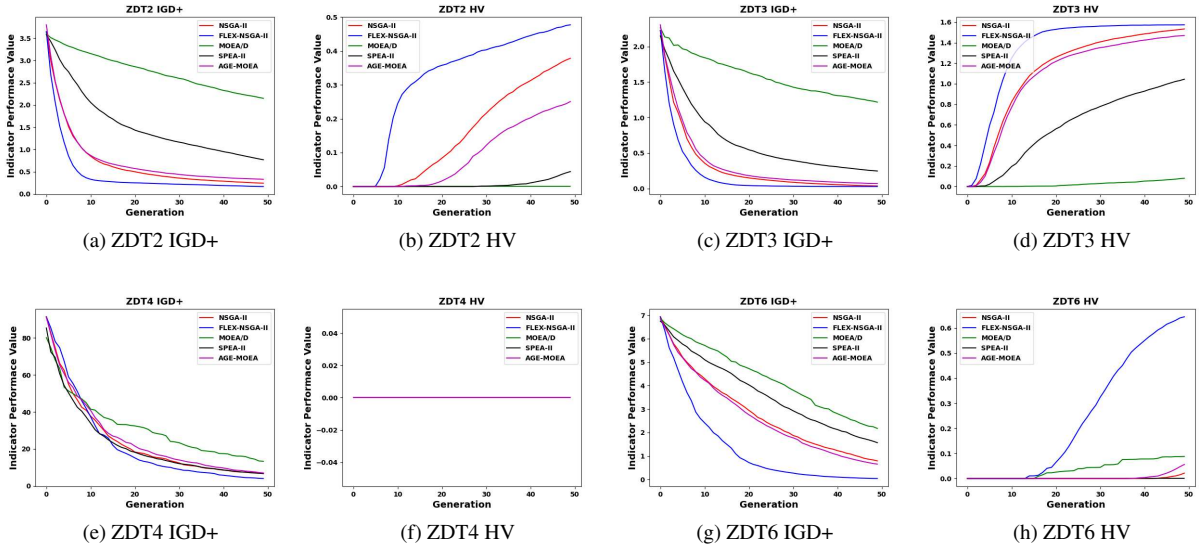 ZDT2 IGD+
Indicator Performance Value
3.5
3.0
2.5
2.0
1.5
1.0
0.5
0.0
NSGA-II
FLEX-NSGA-II
MOEA/D
SPEA-II
AGE-MOEA
0 10 20 30 40 50
Generation
(a) ZDT2 IGD+
ZDT2 HV
Indicator Performace Value
0.5
0.4
0.3
0.2
0.1
0.0
NSGA-II
FLEX-NSGA-II
MOEA/D
SPEA-II
AGE-MOEA
0 10 20 30 40 50
Generation
(b) ZDT2 HV
ZDT3 IGD+
Indicator Performace Value
2.0
1.5
1.0
0.5
0.0
NSGA-II
FLEX-NSGA-II
MOEA/D
SPEA-II
AGE-MOEA
0 10 20 30 40 50
Generation
(c) ZDT3 IGD+
ZDT3 HV
Indicator Performace Value
1.6
1.4
1.2
1.0
0.8
0.6
0.4
0.2
0.0
NSGA-II
FLEX-NSGA-II
MOEA/D
SPEA-II
AGE-MOEA
0 10 20 30 40 50
Generation
(d) ZDT3 HV
ZDT4 IGD+
Indicator Performace Value
80
60
40
20
0
NSGA-II
FLEX-NSGA-II
MOEA/D
SPEA-II
AGE-MOEA
0 10 20 30 40 50
Generation
(e) ZDT4 IGD+
ZDT4 HV
Indicator Performace Value
0.04
0.02
0.00
−0.02
−0.04
NSGA-II
FLEX-NSGA-II
MOEA/D
SPEA-II
AGE-MOEA
0 10 20 30 40 50
Generation
(f) ZDT4 HV
ZDT6 IGD+
Indicator Performace Value
7
6
5
4
3
2
1
0
NSGA-II
FLEX-NSGA-II
MOEA/D
SPEA-II
AGE-MOEA
0 10 20 30 40 50
Generation
(g) ZDT6 IGD+
ZDT6 HV
Indicator Performace Value
0.6
0.5
0.4
0.3
0.2
0.1
0.0
NSGA-II
FLEX-NSGA-II
MOEA/D
SPEA-II
AGE-MOEA
0 10 20 30 40 50
Generation
(h) ZDT6 HV